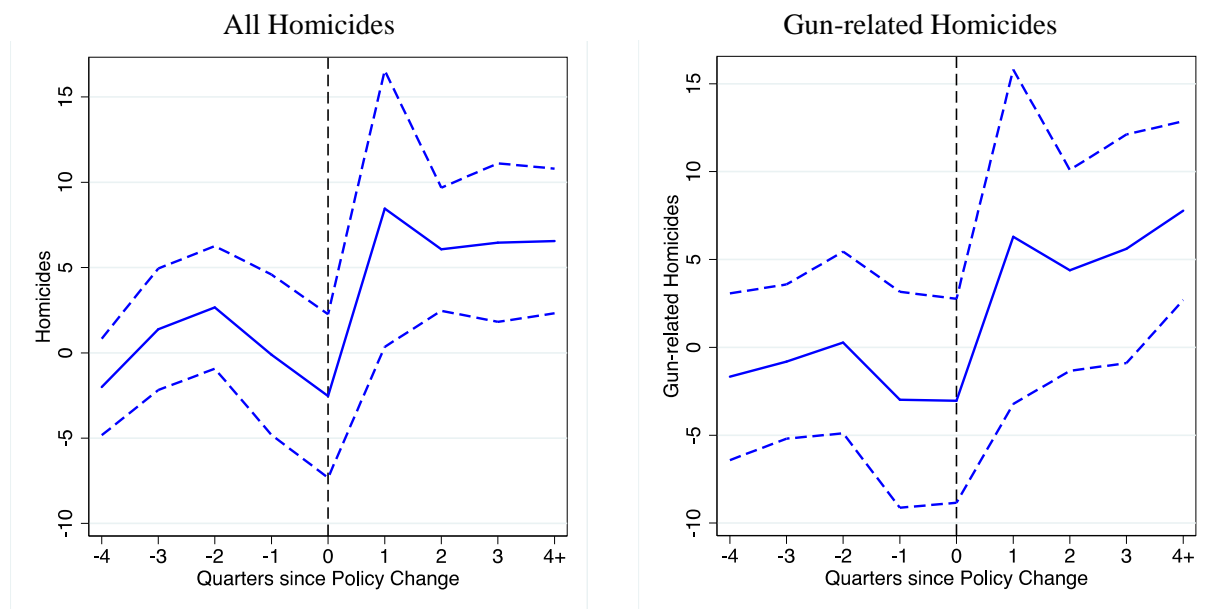 All Homicides
Homicides
15
10
5
0
-5
-10
-4 -3 -2 -1 0 1 2 3 4+
Quarters since Policy Change
Gun-related Homicides
Gun-related Homicides
15
10
5
0
-5
-10
-4 -3 -2 -1 0 1 2 3 4+
Quarters since Policy Change